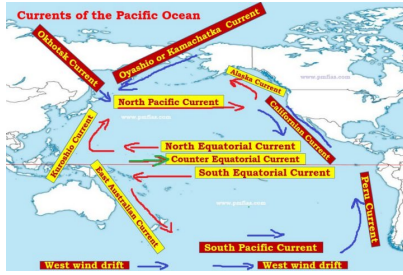 Currents of the Pacific Ocean
Okhotsk Current
Oyashio or Kamachatka Current
www.pmfias.com
Alaska Current
North Pacific Current
www.pmfias.com
Californian Current
Kuroshio Current
North Equatorial Current
Counter Equatorial Current
South Equatorial Current
East Australian Current
Peru Current
www.pmfias.com
South Pacific Current
West wind drift
West wind drift